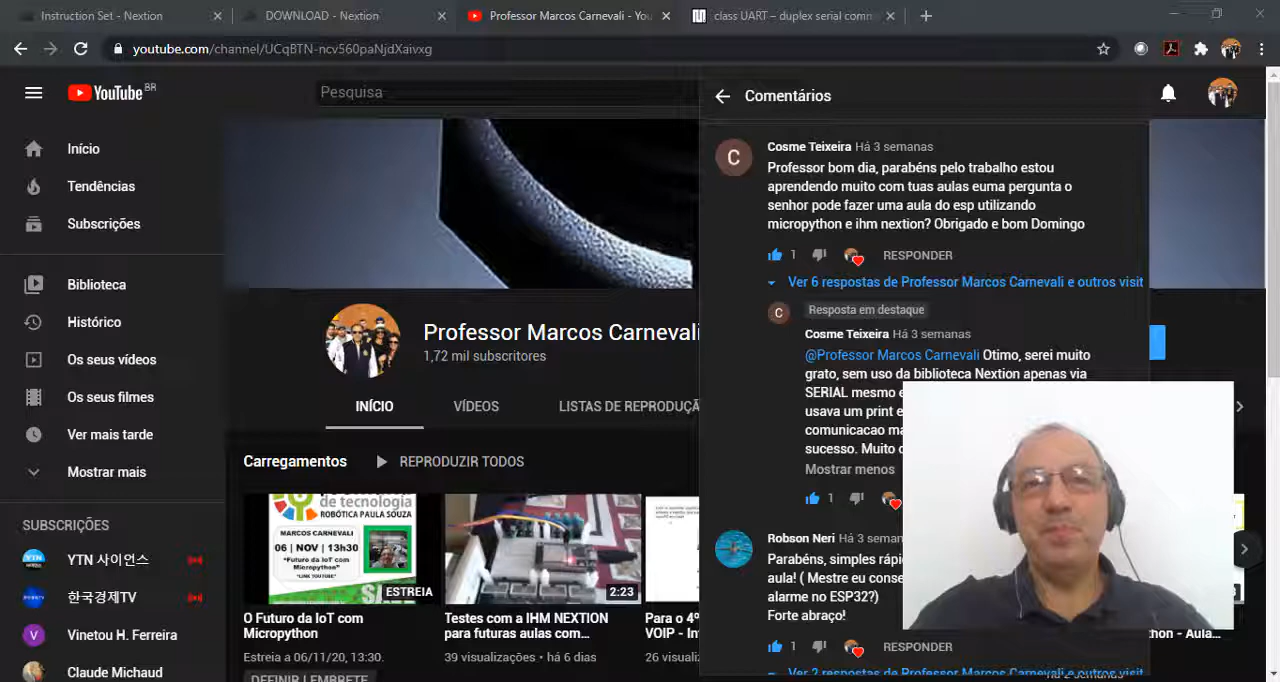 Instruction Set - Nextion
DOWNLOAD - Nextion
Professor Marcos Carnevali - You
class UART – duplex serial comm
youtube.com/channel/UCqBTN-ncv560paNjdXaivxg
YouTube BR
Pesquisa
Comentários
Início
Tendências
Subscrições
Biblioteca
Histórico
Os seus vídeos
Os seus filmes
Ver mais tarde
Mostrar mais
SUBSCRIÇÕES
YTN 사이언스
한국경제TV
V
Vinetou H. Ferreira
Claude Michaud
Professor Marcos Carnevali
1,72 mil subscritores
INÍCIO
VÍDEOS
LISTAS DE REPRODUÇÃ
Carregamentos
REPRODUZIR TODOS
de tecnologia
ROBÓTICA PAULA SOUZA
MARCOS CARNEVALI
06 | NOV | 13h30
"Futuro da IoT com
Micropython"
"LINK YOUTUBE"
ESTREIA
O Futuro da IoT com
Micropython
Estreia a 06/11/20, 13:30.
DEFINIR LEMBRETE
2:23
Testes com a IHM NEXTION
para futuras aulas com...
39 visualizações • há 6 dias
Para o 4º
VOIP - In
26 visuali
C
Cosme Teixeira Há 3 semanas
Professor bom dia, parabéns pelo trabalho estou
aprendendo muito com tuas aulas euma pergunta o
senhor pode fazer uma aula do esp utilizando
micropython e ihm nextion? Obrigado e bom Domingo
1
RESPONDER
Ver 6 respostas de Professor Marcos Carnevali e outros visit
C
Resposta em destaque
Cosme Teixeira Há 3 semanas
@Professor Marcos Carnevali Otimo, serei muito
grato, sem uso da biblioteca Nextion apenas via
SERIAL mesmo e
usava um print e
comunicacao ma
sucesso. Muito o
Mostrar menos
1
Robson Neri Há 3 seman
Parabéns, simples rápi
aula! ( Mestre eu conse
alarme no ESP32?)
Forte abraço!
1
RESPONDER
Ver 2 respostas de Professor Marcos Carnevali e outros visit
thon - Aula...